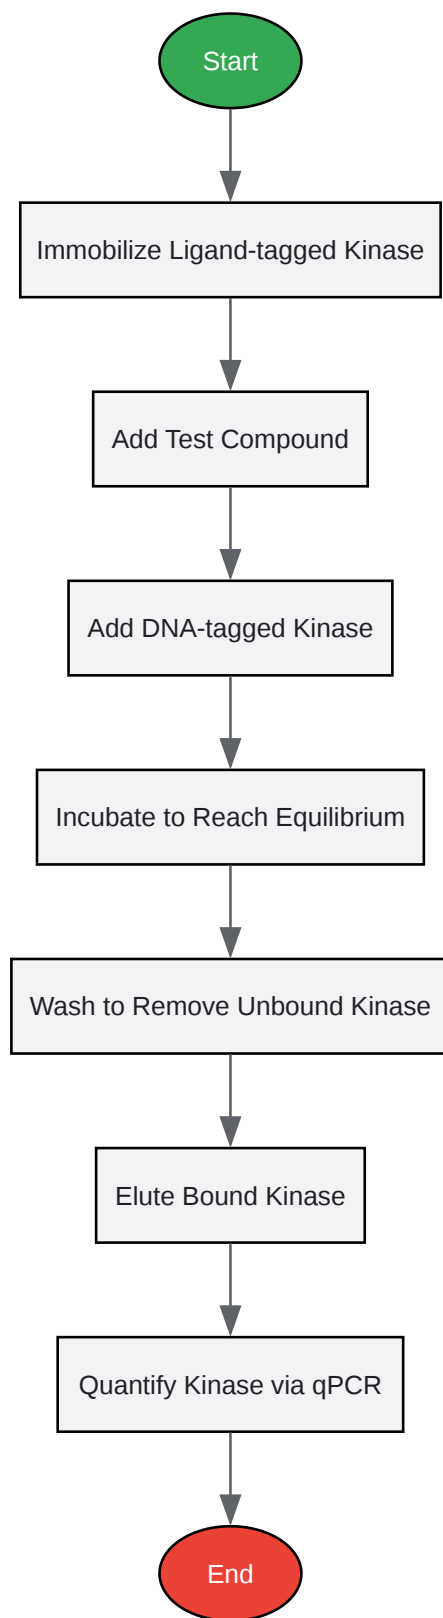 Start
Immobilize Ligand-tagged Kinase
Add Test Compound
Add DNA-tagged Kinase
Incubate to Reach Equilibrium
Wash to Remove Unbound Kinase
Elute Bound Kinase
Quantify Kinase via qPCR
End